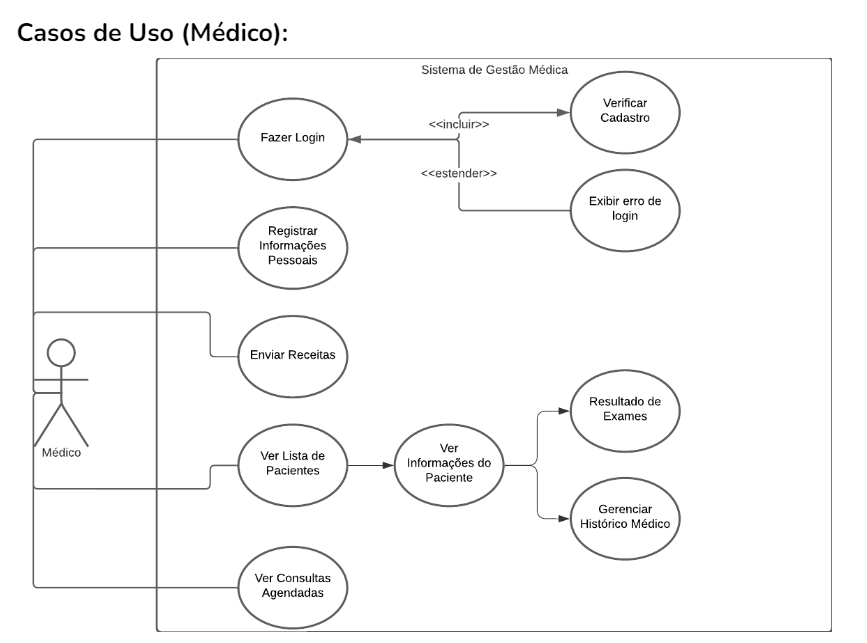 Casos de Uso (Médico):
Sistema de Gestão Médica
Fazer Login
<<incluir>>
Verificar
Cadastro
<<estender>>
Exibir erro de
login
Registrar
Informações
Pessoais
Enviar Receitas
Médico
Ver Lista de
Pacientes
Ver
Informações do
Paciente
Resultado de
Exames
Gerenciar
Histórico Médico
Ver Consultas
Agendadas